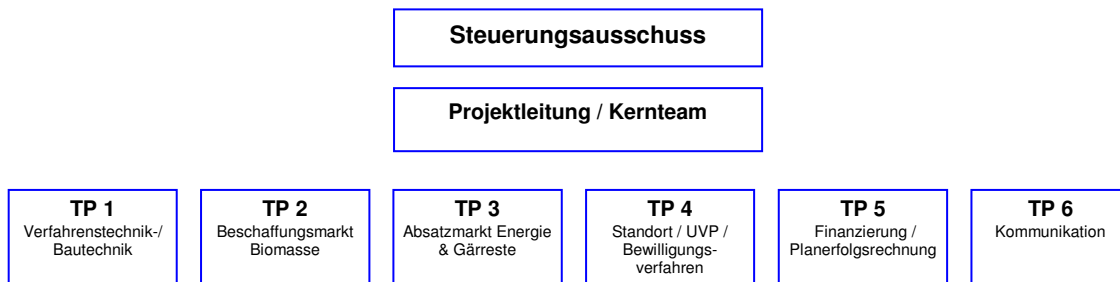 Steuerungsausschuss
Projektleitung / Kernteam
TP 1
Verfahrenstechnik-/
Bautechnik
TP 2
Beschaffungsmarkt
Biomasse
TP 3
Absatzmarkt Energie
& Gärreste
TP 4
Standort / UVP /
Bewilligungs-
verfahren
TP 5
Finanzierung /
Planerfolgsrechnung
TP 6
Kommunikation